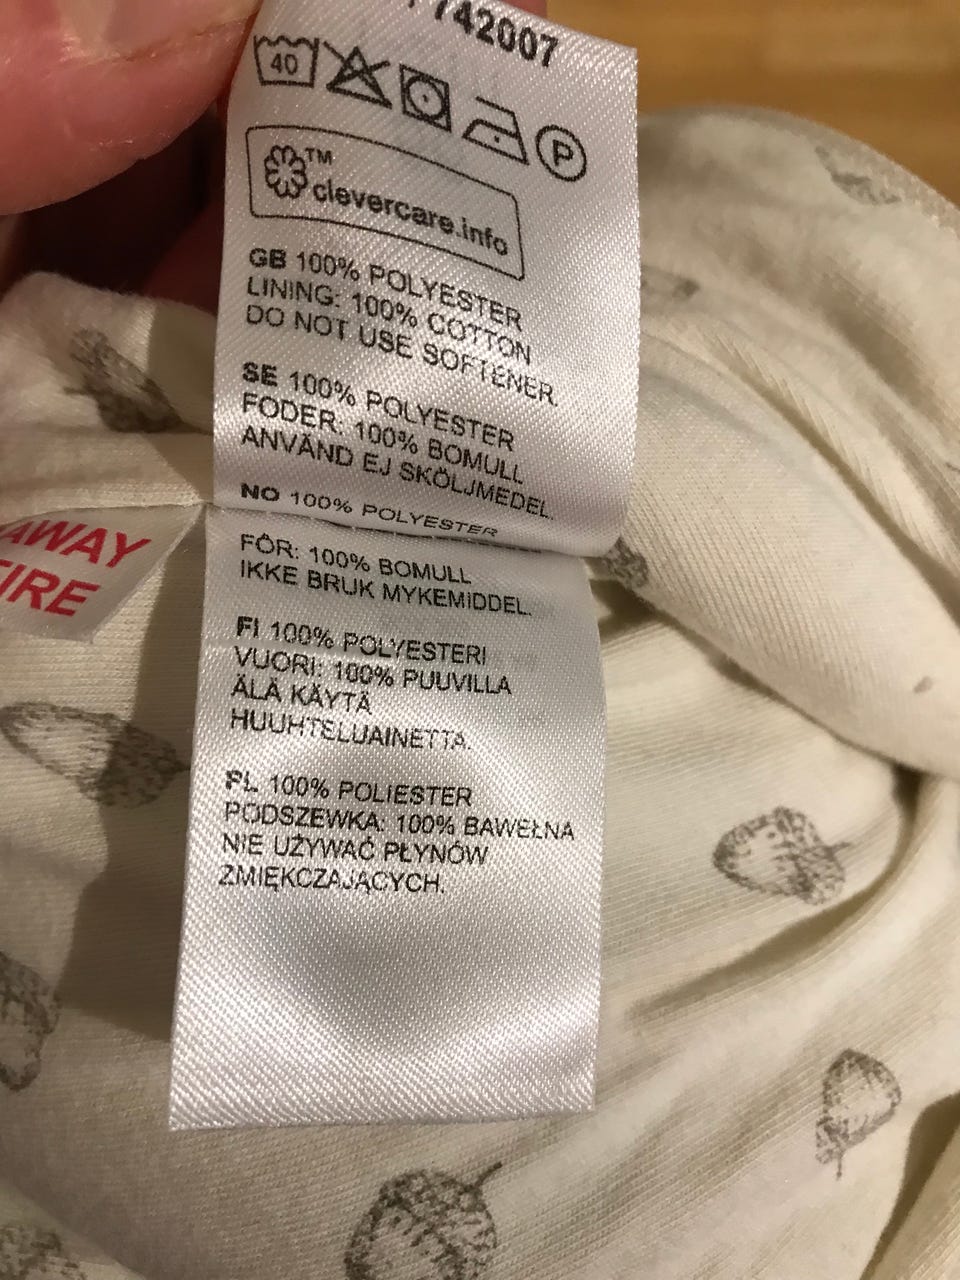 742007
40
P
TM
clevercare.info
GB 100% POLYESTER
LINING: 100% COTTON
DO NOT USE SOFTENER.
SE 100% POLYESTER
FODER: 100% BOMULL
ANVÄND EJ SKÖLJMEDEL.
NO 100% POLYESTER
FÔR: 100% BOMULL
IKKE BRUK MYKEMIDDEL.
FI 100% POLYESTERI
VUORI: 100% PUUVILLA
ÄLÄ KÄYTÄ
HUUHTELUAINETTA.
PL 100% POLIESTER
PODSZEWKA: 100% BAWEŁNA
NIE UŻYWAĆ PŁYNÓW
ZMIĘKCZAJĄCYCH.
AWAY
FIRE